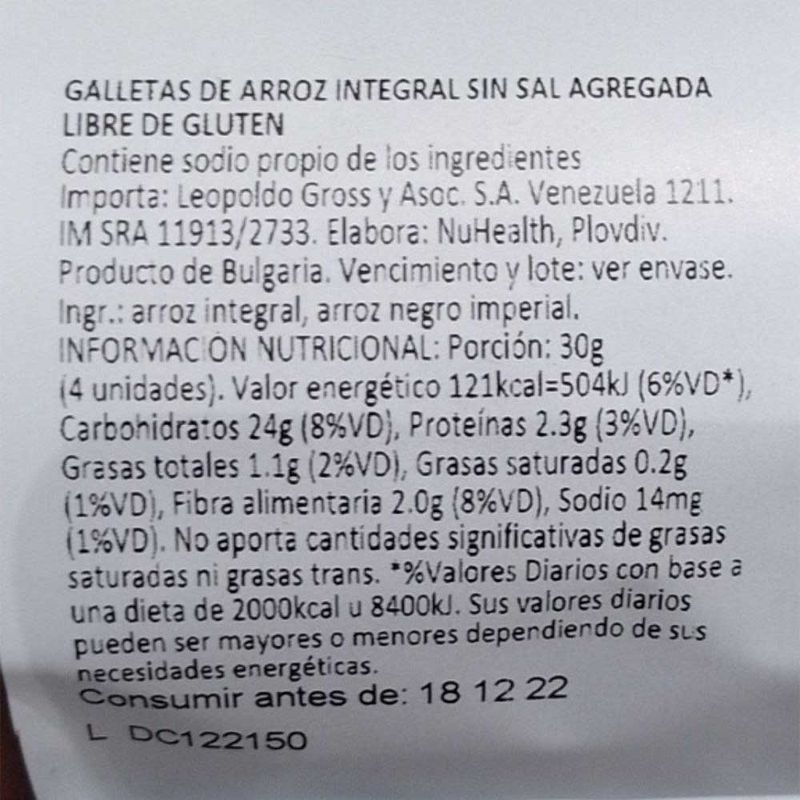 GALLETAS DE ARROZ INTEGRAL SIN SAL AGREGADA
LIBRE DE GLUTEN
Contiene sodio propio de los ingredientes
Importa: Leopoldo Gross y Asoc. S.A. Venezuela 1211.
IM SRA 11913/2733. Elabora: NuHealth, Plovdiv.
Producto de Bulgaria. Vencimiento y lote: ver envase.
Ingr.: arroz integral, arroz negro imperial.
INFORMACIÓN NUTRICIONAL: Porción: 30g
(4 unidades). Valor energético 121kcal=504kJ (6%VD*),
Carbohidratos 24g (8%VD), Proteínas 2.3g (3%VD),
Grasas totales 1.1g (2%VD), Grasas saturadas 0.2g
(1%VD), Fibra alimentaria 2.0g (8%VD), Sodio 14mg
(1%VD). No aporta cantidades significativas de grasas
saturadas ni grasas trans. *%Valores Diarios con base a
una dieta de 2000kcal u 8400kJ. Sus valores diarios
pueden ser mayores o menores dependiendo de sus
necesidades energéticas.
Consumir antes de: 18 12 22
L DC122150